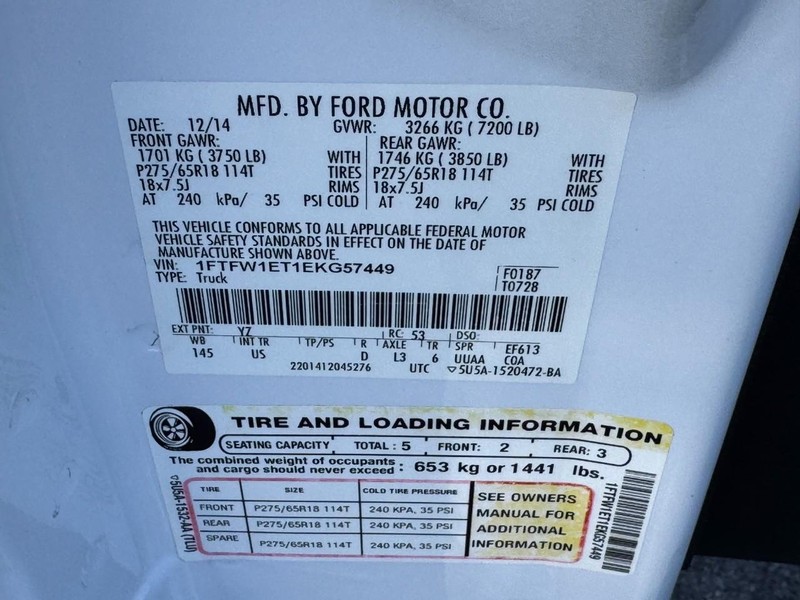 MFD. BY FORD MOTOR CO.
DATE: 12/14 GVWR: 3266 KG ( 7200 LB)
FRONT GAWR: REAR GAWR:
1701 KG ( 3750 LB) WITH 1746 KG ( 3850 LB) WITH
P275/65R18 114T TIRES P275/65R18 114T TIRES
18x7.5J RIMS 18x7.5J RIMS
AT 240 kPa/ 35 PSI COLD AT 240 kPa/ 35 PSI COLD
THIS VEHICLE CONFORMS TO ALL APPLICABLE FEDERAL MOTOR
VEHICLE SAFETY STANDARDS IN EFFECT ON THE DATE OF
MANUFACTURE SHOWN ABOVE.
VIN: 1FTFW1ET1EKG57449 F0187
TYPE: Truck T0728
EXT PNT: YZ RC: 53 DSO:
WB INT TR TP/PS R AXLE TR SPR EF613
145 US D L3 6 UUAA COA
2201412045276 UTC ▽5U5A-1520472-BA
TIRE AND LOADING INFORMATION
SEATING CAPACITY TOTAL : 5 FRONT: 2 REAR: 3
The combined weight of occupants
and cargo should never exceed : 653 kg or 1441 lbs.
TIRE SIZE COLD TIRE PRESSURE
FRONT P275/65R18 114T 240 KPA, 35 PSI
REAR P275/65R18 114T 240 KPA, 35 PSI
SPARE P275/65R18 114T 240 KPA, 35 PSI
SEE OWNERS
MANUAL FOR
ADDITIONAL
INFORMATION
▽5U5A-1532-AA (TLU)
1FTFW1ET1EKG57449